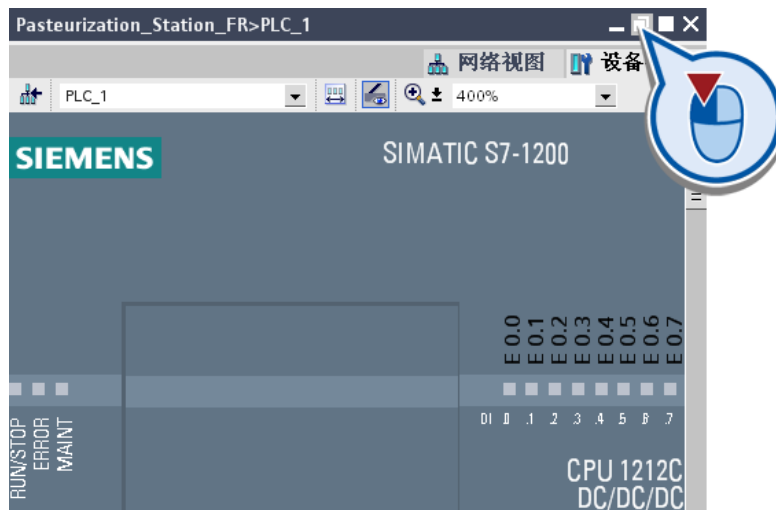 Pasteurization_Station_FR>PLC_1
网络视图 设备
PLC_1 400%
SIEMENS SIMATIC S7-1200
E 0.0
E 0.1
E 0.2
E 0.3
E 0.4
E 0.5
E 0.6
E 0.7
DI .0 .1 .2 .3 .4 .5 .6 .7
RUN/STOP
ERROR
MAINT
CPU 1212C
DC/DC/DC